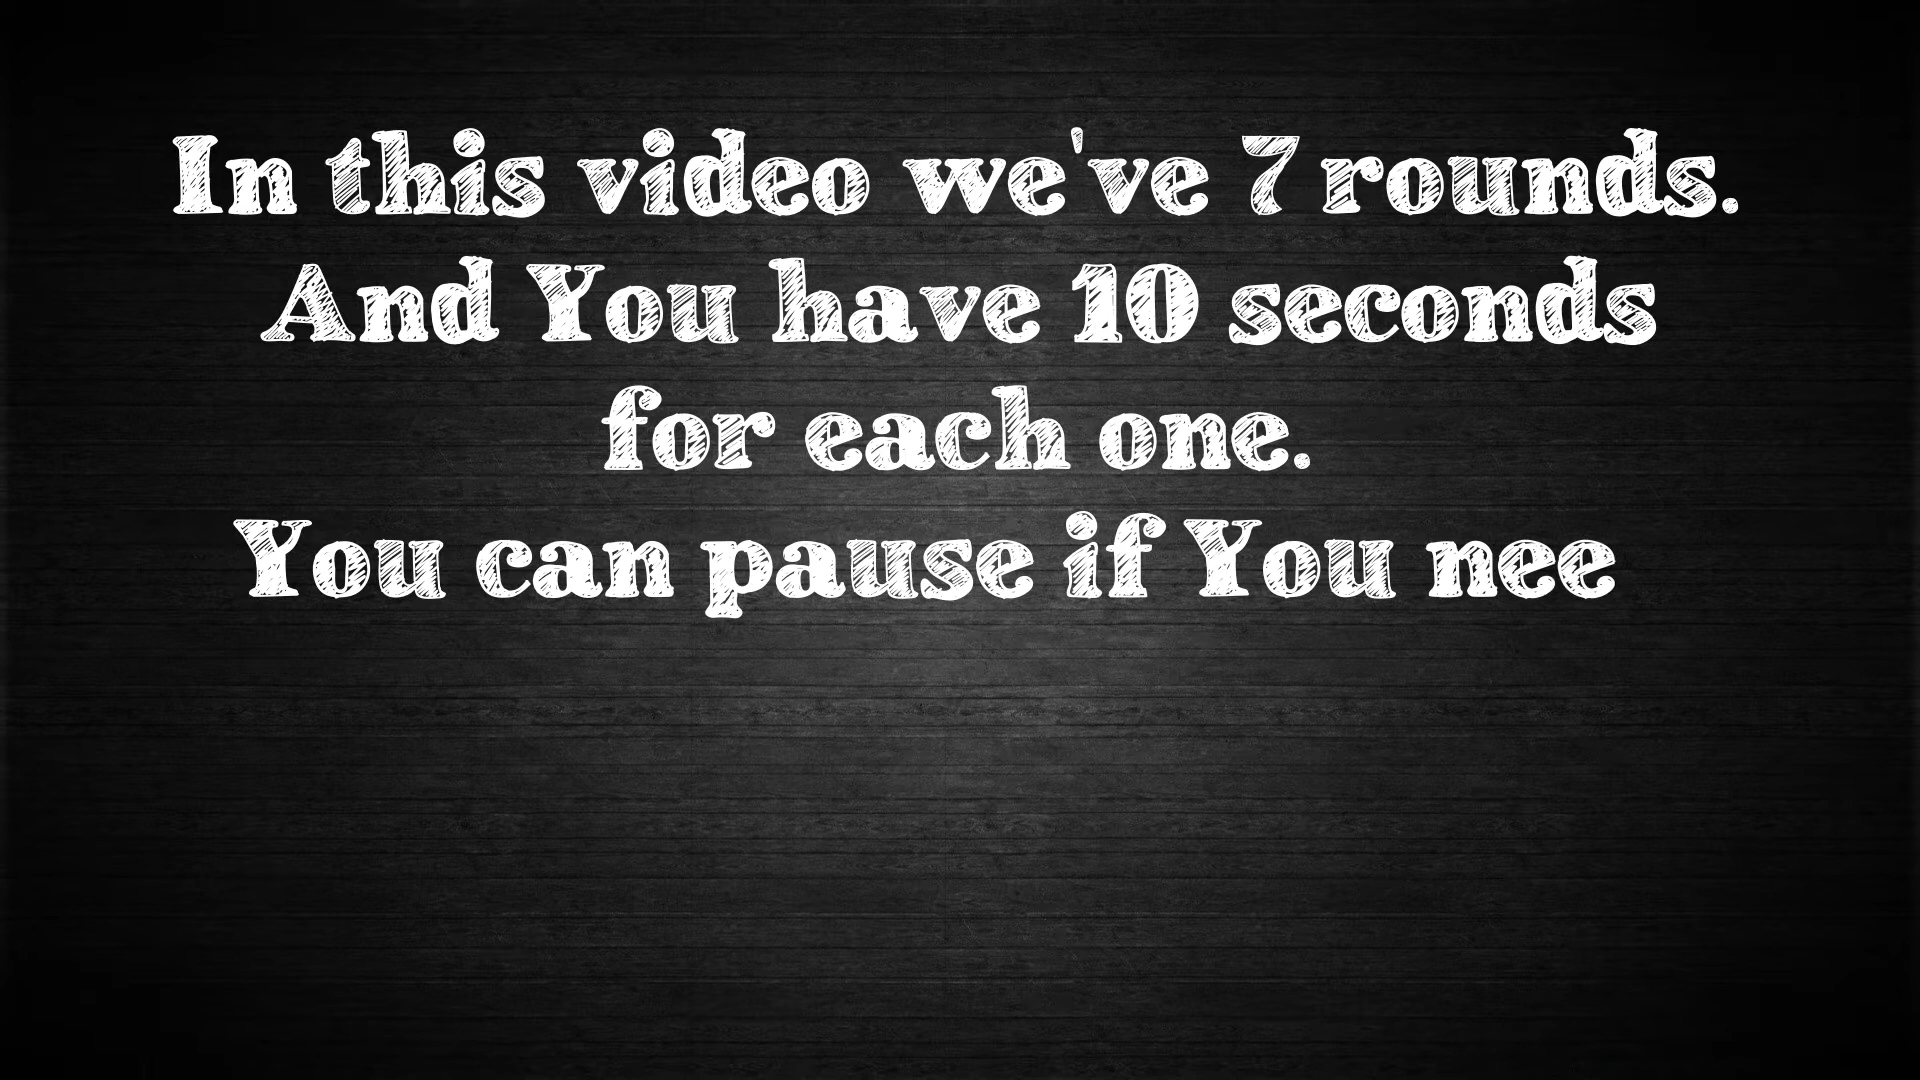 In this video we've 7 rounds.
And You have 10 seconds
for each one.
You can pause if You nee